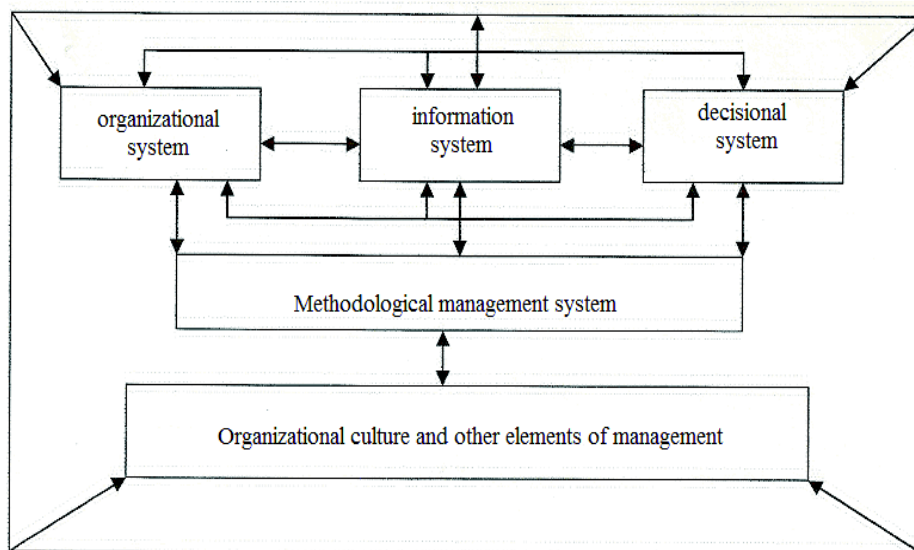 organizational
system
information
system
decisional
system
Methodological management system
Organizational culture and other elements of management